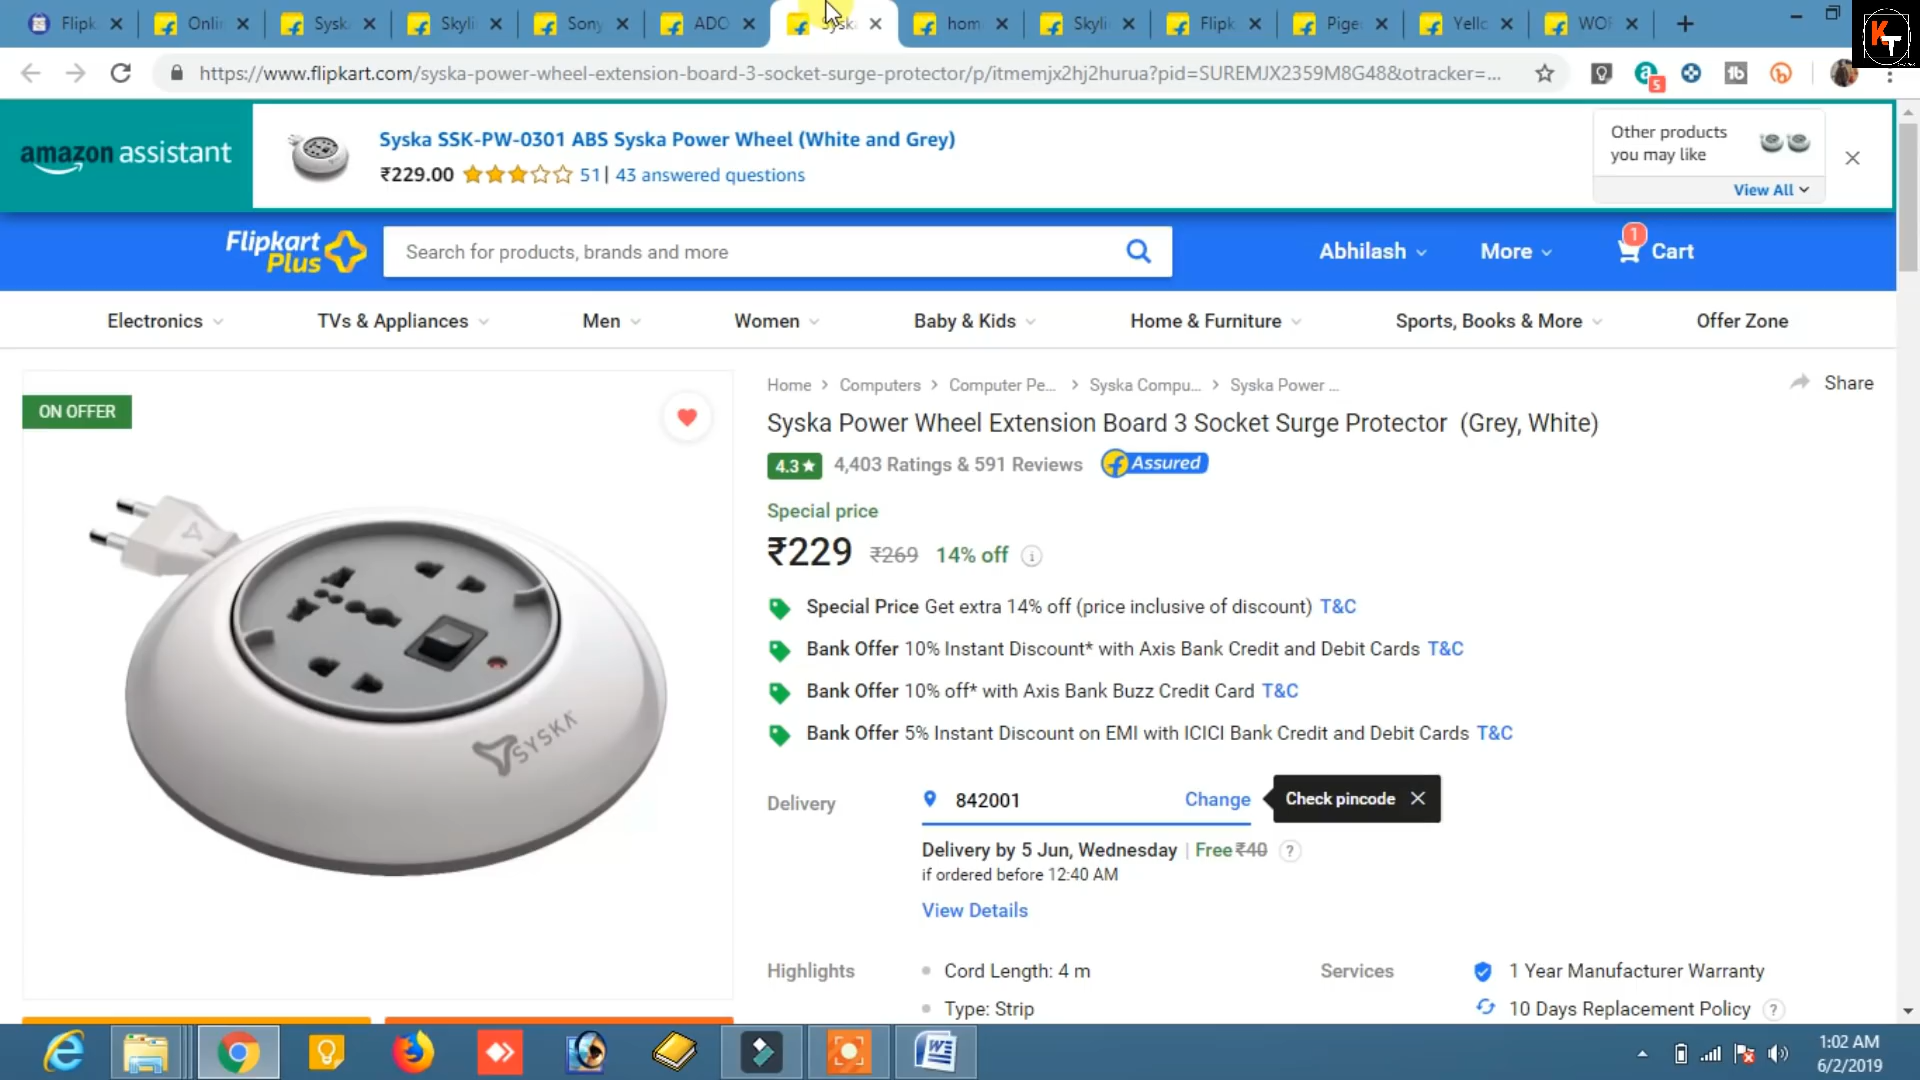 Flipk
Onli
Sysk
Skyli
Sony
ADC
Syska
hom
Skyli
Flipk
Pige
Yello
WOI
KT
https://www.flipkart.com/syska-power-wheel-extension-board-3-socket-surge-protector/p/itmemjx2hj2hurua?pid=SUREMJX2359M8G48&otracker=...
amazon assistant
Syska SSK-PW-0301 ABS Syska Power Wheel (White and Grey)
₹229.00 51 | 43 answered questions
Other products
you may like
View All
Flipkart
Plus
Search for products, brands and more
Abhilash
More
1
Cart
Electronics
TVs & Appliances
Men
Women
Baby & Kids
Home & Furniture
Sports, Books & More
Offer Zone
ON OFFER
SYSKA
Home > Computers > Computer Pe... > Syska Compu... > Syska Power ...
Share
Syska Power Wheel Extension Board 3 Socket Surge Protector (Grey, White)
4.3★ 4,403 Ratings & 591 Reviews Assured
Special price
₹229 ₹269 14% off
Special Price Get extra 14% off (price inclusive of discount) T&C
Bank Offer 10% Instant Discount* with Axis Bank Credit and Debit Cards T&C
Bank Offer 10% off* with Axis Bank Buzz Credit Card T&C
Bank Offer 5% Instant Discount on EMI with ICICI Bank Credit and Debit Cards T&C
Delivery
842001
Change
Check pincode
Delivery by 5 Jun, Wednesday | Free ₹40 ?
if ordered before 12:40 AM
View Details
Highlights
Cord Length: 4 m
Type: Strip
Services
1 Year Manufacturer Warranty
10 Days Replacement Policy ?
1:02 AM
6/2/2019